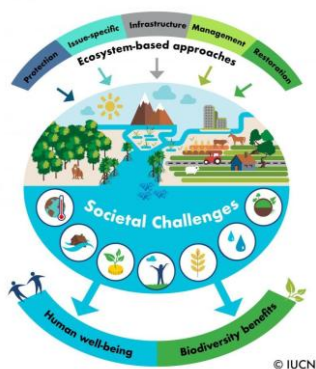 Protection
Issue-specific
Infrastructure
Management
Restoration
Ecosystem-based approaches
Societal Challenges
Human well-being
Biodiversity benefits
© IUCN